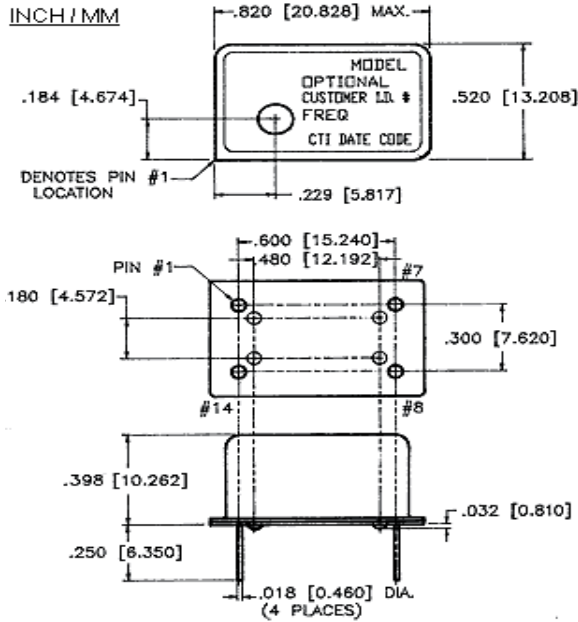 INCH / MM
.820 [20.828] MAX.
MODEL
OPTIONAL
CUSTOMER I.D. #
FREQ
CTI DATE CODE
.184 [4.674]
.520 [13.208]
DENOTES PIN #1
LOCATION
.229 [5.817]
.600 [15.240]
.480 [12.192]
PIN #1
#7
.180 [4.572]
.300 [7.620]
#14
#8
.398 [10.262]
.032 [0.810]
.250 [6.350]
.018 [0.460] DIA.
(4 PLACES)